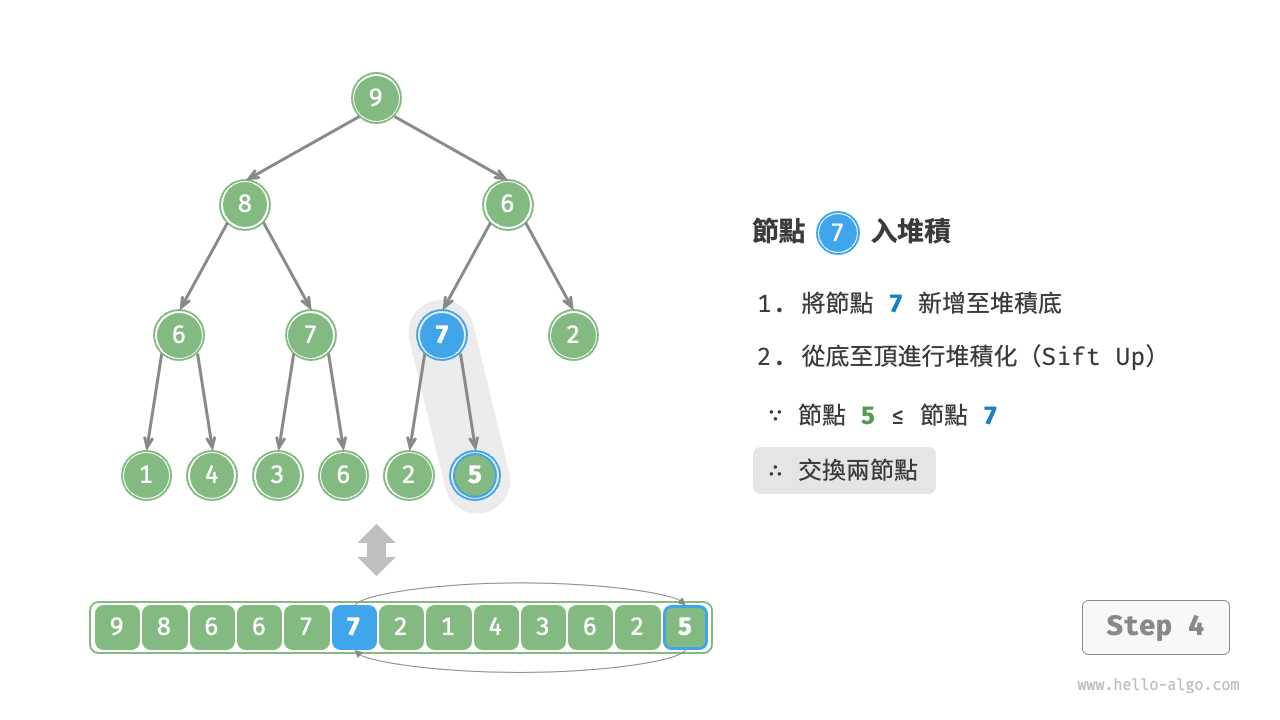 9
8 6
6 7 7 2
1 4 3 6 2 5
9 8 6 6 7 7 2 1 4 3 6 2 5
節點 7 入堆積
1. 將節點 7 新增至堆積底
2. 從底至頂進行堆積化（Sift Up）
∵ 節點 5 ≤ 節點 7
∴ 交換兩節點
Step 4
www.hello-algo.com